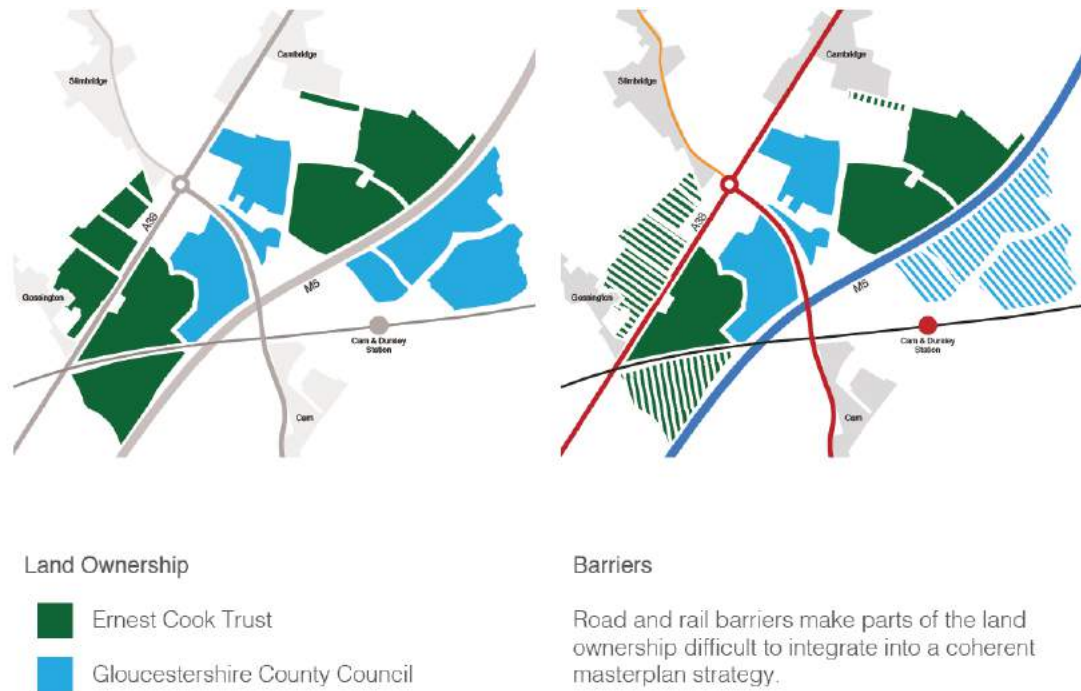 Cambridge
Slimbridge
A38
Gossington
M5
Cam & Dursley
Station
Cam
Cambridge
Slimbridge
A38
Gossington
M5
Cam & Dursley
Station
Cam
Land Ownership
Ernest Cook Trust
Gloucestershire County Council
Barriers
Road and rail barriers make parts of the land
ownership difficult to integrate into a coherent
masterplan strategy.